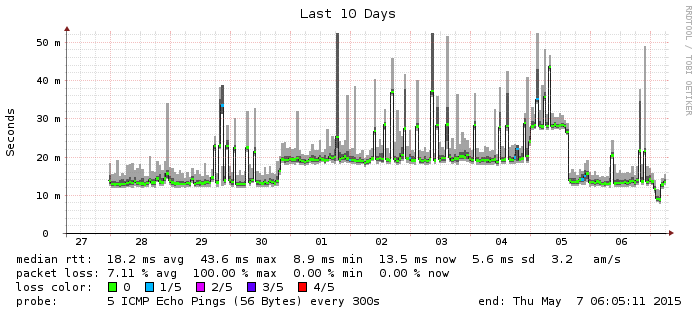 Last 10 Days
RRDTOOL / TOBI OETIKER
Seconds
50 m
40 m
30 m
20 m
10 m
0
27 28 29 30 01 02 03 04 05 06
median rtt: 18.2 ms avg 43.6 ms max 8.9 ms min 13.5 ms now 5.6 ms sd 3.2 am/s
packet loss: 7.11 % avg 100.00 % max 0.00 % min 0.00 % now
loss color: 0 1/5 2/5 3/5 4/5
probe: 5 ICMP Echo Pings (56 Bytes) every 300s end: Thu May 7 06:05:11 2015